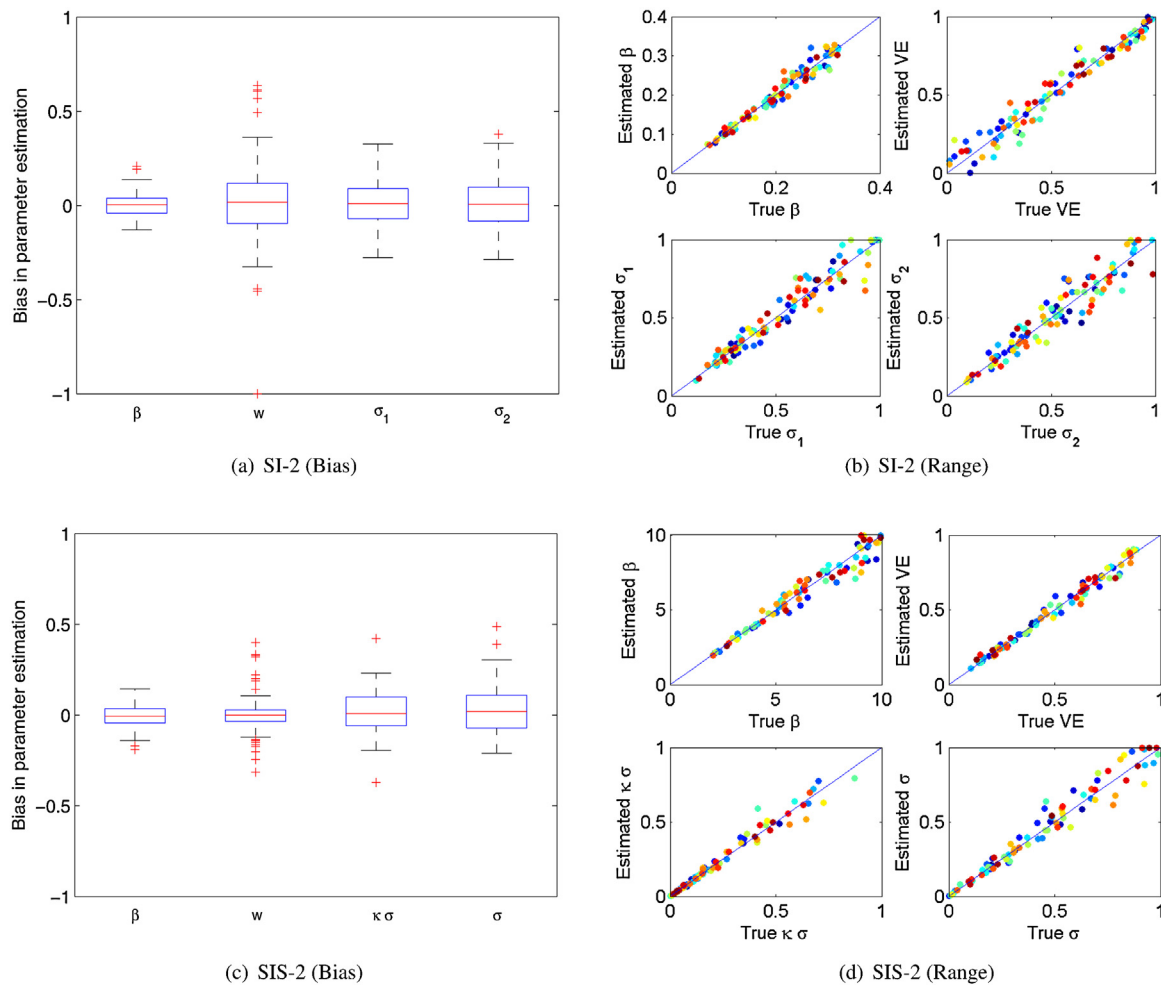 1
0.5
0
−0.5
−1
Bias in parameter estimation
β
w
σ1
σ2
(a) SI-2 (Bias)
0.4
0.3
0.2
0.1
0
0
0.2
0.4
Estimated β
True β
1
0.5
0
0
0.5
1
Estimated VE
True VE
1
0.5
0
0
0.5
1
Estimated σ1
True σ1
1
0.5
0
0
0.5
1
Estimated σ2
True σ2
(b) SI-2 (Range)
1
0.5
0
−0.5
−1
Bias in parameter estimation
β
w
κ σ
σ
(c) SIS-2 (Bias)
10
5
0
0
5
10
Estimated β
True β
1
0.5
0
0
0.5
1
Estimated VE
True VE
1
0.5
0
0
0.5
1
Estimated κ σ
True κ σ
1
0.5
0
0
0.5
1
Estimated σ
True σ
(d) SIS-2 (Range)